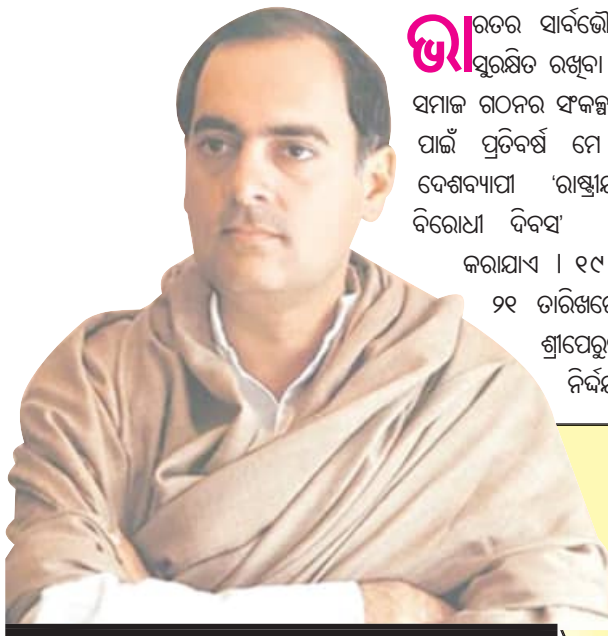 ଭାରତର ସାର୍ବଭୌ
ସୁରକ୍ଷିତ ରଖିବା
ସମାଜ ଗଠନର ସଂକଳ୍ପ
ପାଇଁ ପ୍ରତିବର୍ଷ ମେ
ଦେଶବ୍ୟାପୀ ‘ରାଷ୍ଟ୍ରୀୟ
ବିରୋଧୀ ଦିବସ’
କରାଯାଏ । ୧୯
୨୧ ତାରିଖରେ
ଶ୍ରୀପେରୁ
ନିର୍ଦ୍ଦୟ